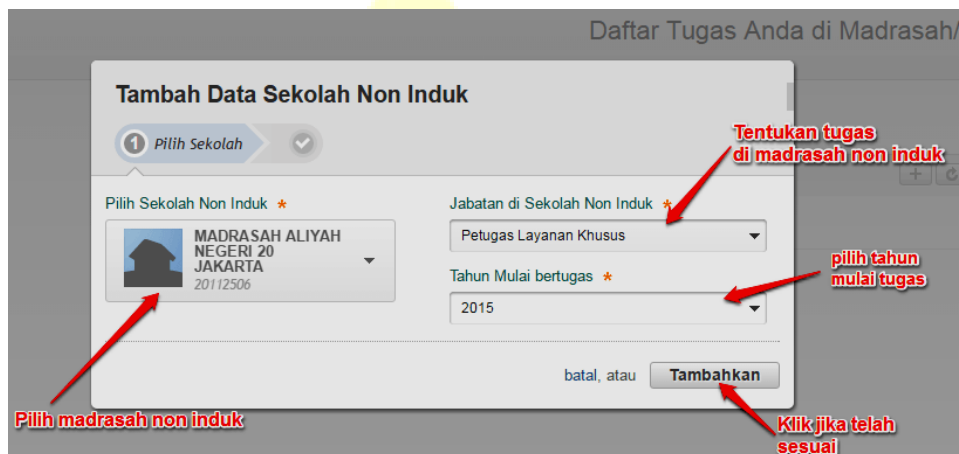 Daftar Tugas Anda di Madrasah/
Tambah Data Sekolah Non Induk
1 Pilih Sekolah
Tentukan tugas
di madrasah non induk
Pilih Sekolah Non Induk *
MADRASAH ALIYAH
NEGERI 20
JAKARTA
20112506
Jabatan di Sekolah Non Induk *
Petugas Layanan Khusus
Tahun Mulai bertugas *
2015
pilih tahun
mulai tugas
batal, atau Tambahkan
Pilih madrasah non induk
Klik jika telah
sesuai